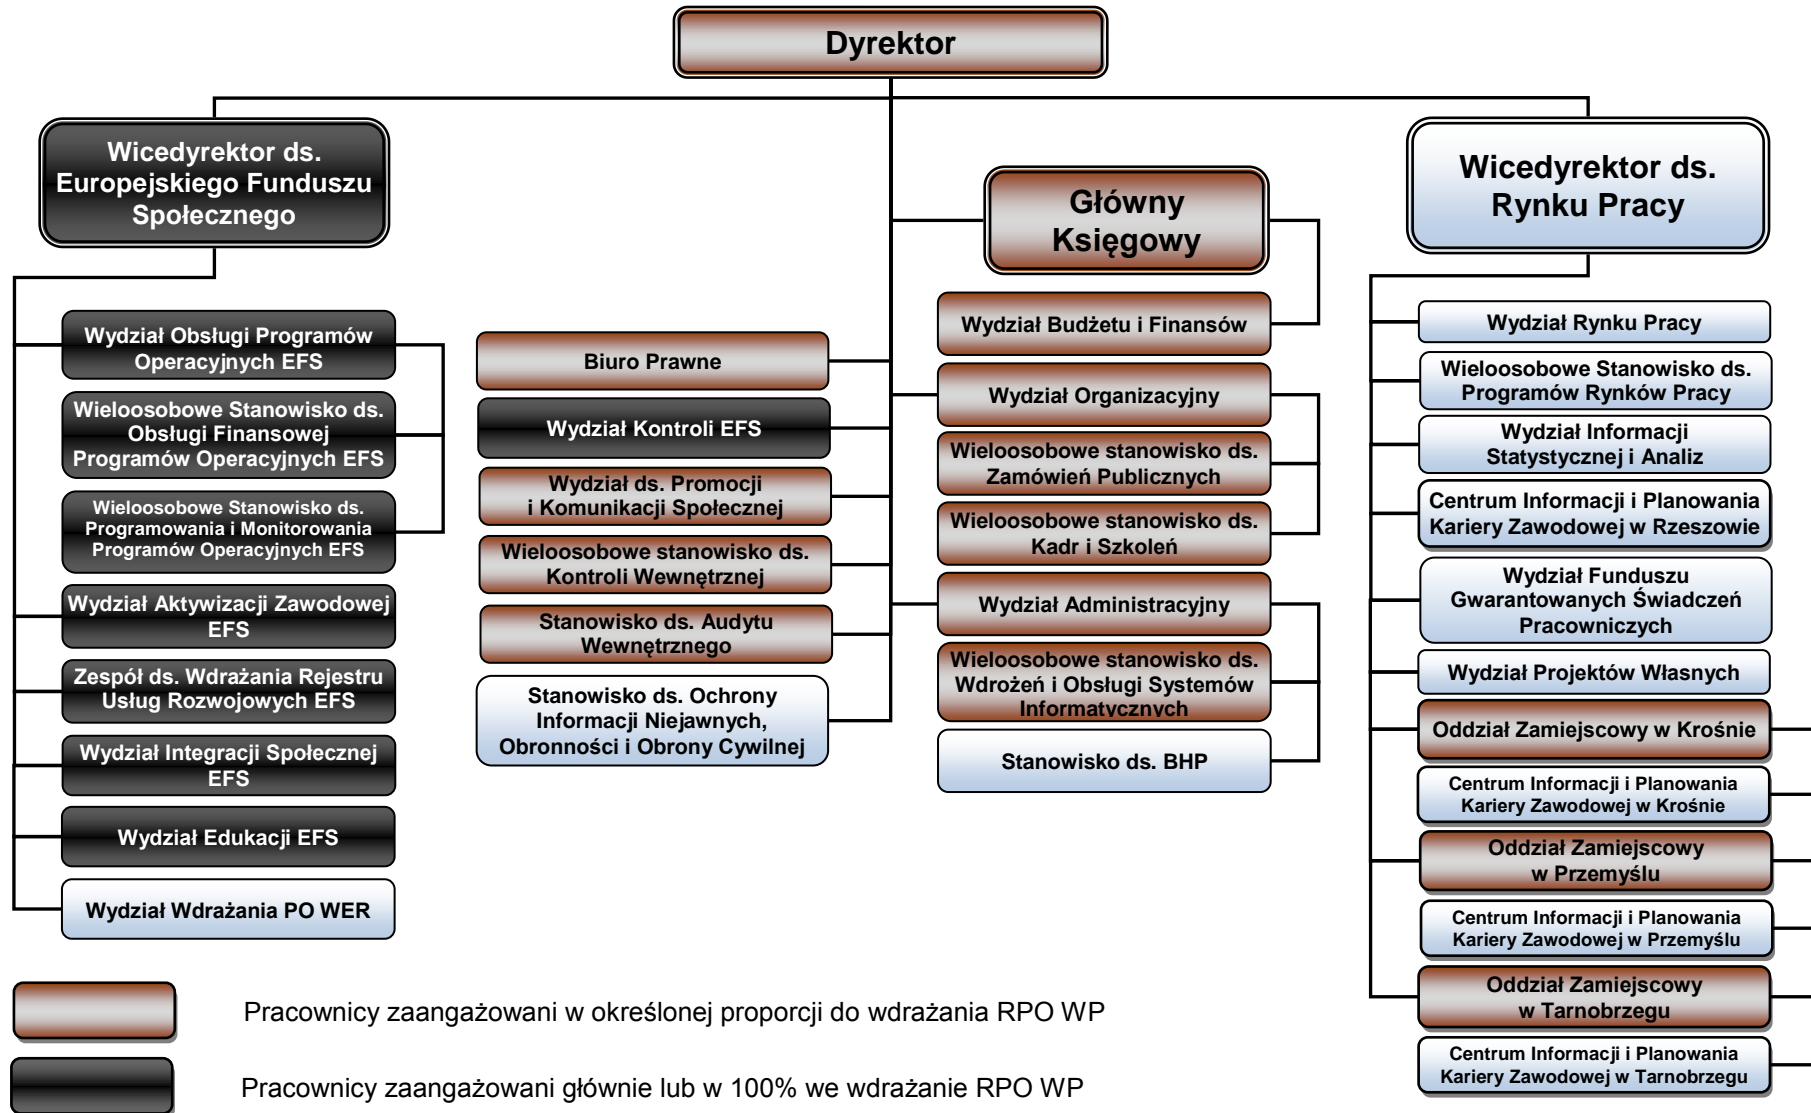 Dyrektor
Wicedyrektor ds.
Europejskiego Funduszu
Społecznego
Główny
Księgowy
Wicedyrektor ds.
Rynku Pracy
Wydział Obsługi Programów
Operacyjnych EFS
Wieloosobowe Stanowisko ds.
Obsługi Finansowej
Programów Operacyjnych EFS
Wieloosobowe Stanowisko ds.
Programowania i Monitorowania
Programów Operacyjnych EFS
Wydział Aktywizacji Zawodowej
EFS
Zespół ds. Wdrażania Rejestru
Usług Rozwojowych EFS
Wydział Integracji Społecznej
EFS
Wydział Edukacji EFS
Wydział Wdrażania PO WER
Biuro Prawne
Wydział Kontroli EFS
Wydział ds. Promocji
i Komunikacji Społecznej
Wieloosobowe stanowisko ds.
Kontroli Wewnętrznej
Stanowisko ds. Audytu
Wewnętrznego
Stanowisko ds. Ochrony
Informacji Niejawnych,
Obronności i Obrony Cywilnej
Wydział Budżetu i Finansów
Wydział Organizacyjny
Wieloosobowe stanowisko ds.
Zamówień Publicznych
Wieloosobowe stanowisko ds.
Kadr i Szkoleń
Wydział Administracyjny
Wieloosobowe stanowisko ds.
Wdrożeń i Obsługi Systemów
Informatycznych
Stanowisko ds. BHP
Wydział Rynku Pracy
Wieloosobowe Stanowisko ds.
Programów Rynków Pracy
Wydział Informacji
Statystycznej i Analiz
Centrum Informacji i Planowania
Kariery Zawodowej w Rzeszowie
Wydział Funduszu
Gwarantowanych Świadczeń
Pracowniczych
Wydział Projektów Własnych
Oddział Zamiejscowy w Krośnie
Centrum Informacji i Planowania
Kariery Zawodowej w Krośnie
Oddział Zamiejscowy
w Przemyślu
Centrum Informacji i Planowania
Kariery Zawodowej w Przemyślu
Oddział Zamiejscowy
w Tarnobrzegu
Centrum Informacji i Planowania
Kariery Zawodowej w Tarnobrzegu
Pracownicy zaangażowani w określonej proporcji do wdrażania RPO WP
Pracownicy zaangażowani głównie lub w 100% we wdrażanie RPO WP